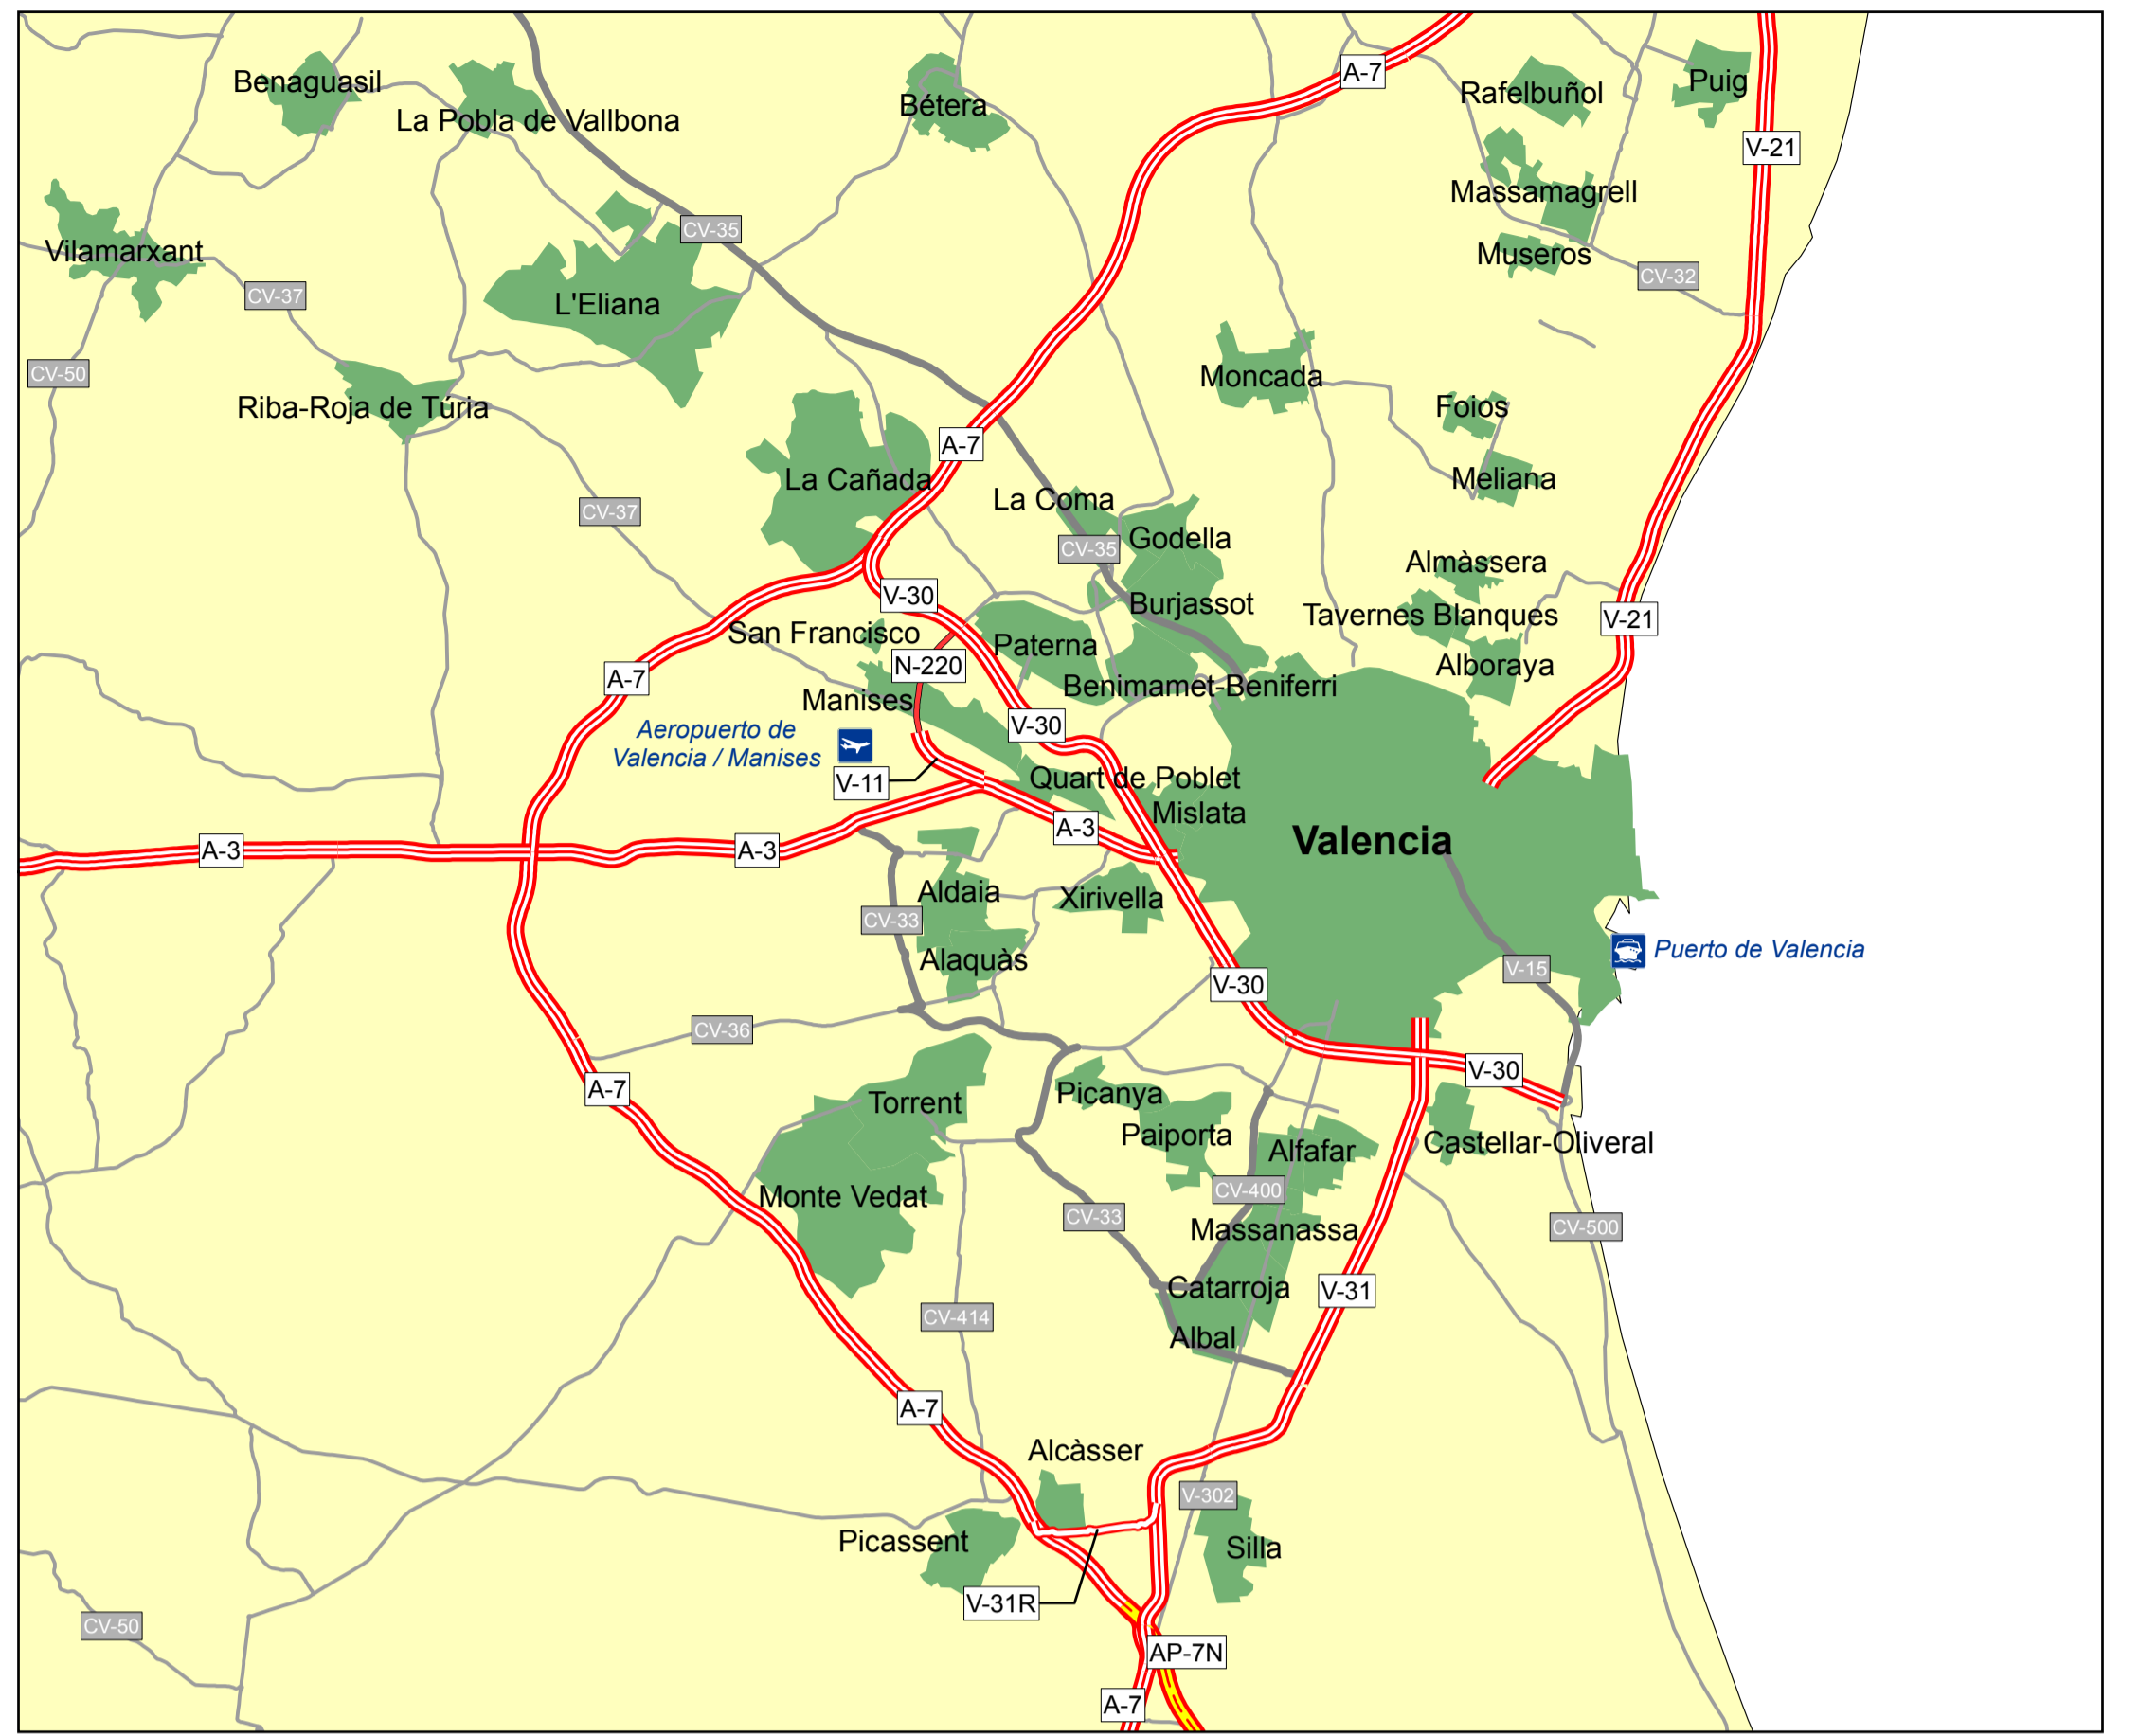 A-7
Benaguasil
Puig
Rafelbuñol
Bétera
La Pobla de Vallbona
V-21
Massamagrell
CV-35
Vilamarxant
Museros
CV-32
CV-37
L'Eliana
CV-50
Moncada
Riba-Roja de Túria
Foios
A-7
La Cañada
Meliana
La Coma
CV-37
Godella
CV-35
Almàssera
V-30
Burjassot
Tavernes Blanques
V-21
San Francisco
Paterna
N-220
Alboraya
A-7
Benimamet-Beniferri
Manises
Aeropuerto de
Valencia / Manises
V-30
V-11
Quart de Poblet
Mislata
A-3
Valencia
A-3
A-3
Aldaia
Xirivella
CV-33
Alaquàs
Puerto de Valencia
V-15
V-30
CV-36
V-30
A-7
Picanya
Torrent
Paiporta
Castellar-Oliveral
Alfafar
CV-400
Monte Vedat
CV-33
CV-500
Massanassa
Catarroja
V-31
CV-414
Albal
A-7
Alcàsser
V-302
Picassent
Silla
V-31R
CV-50
AP-7N
A-7